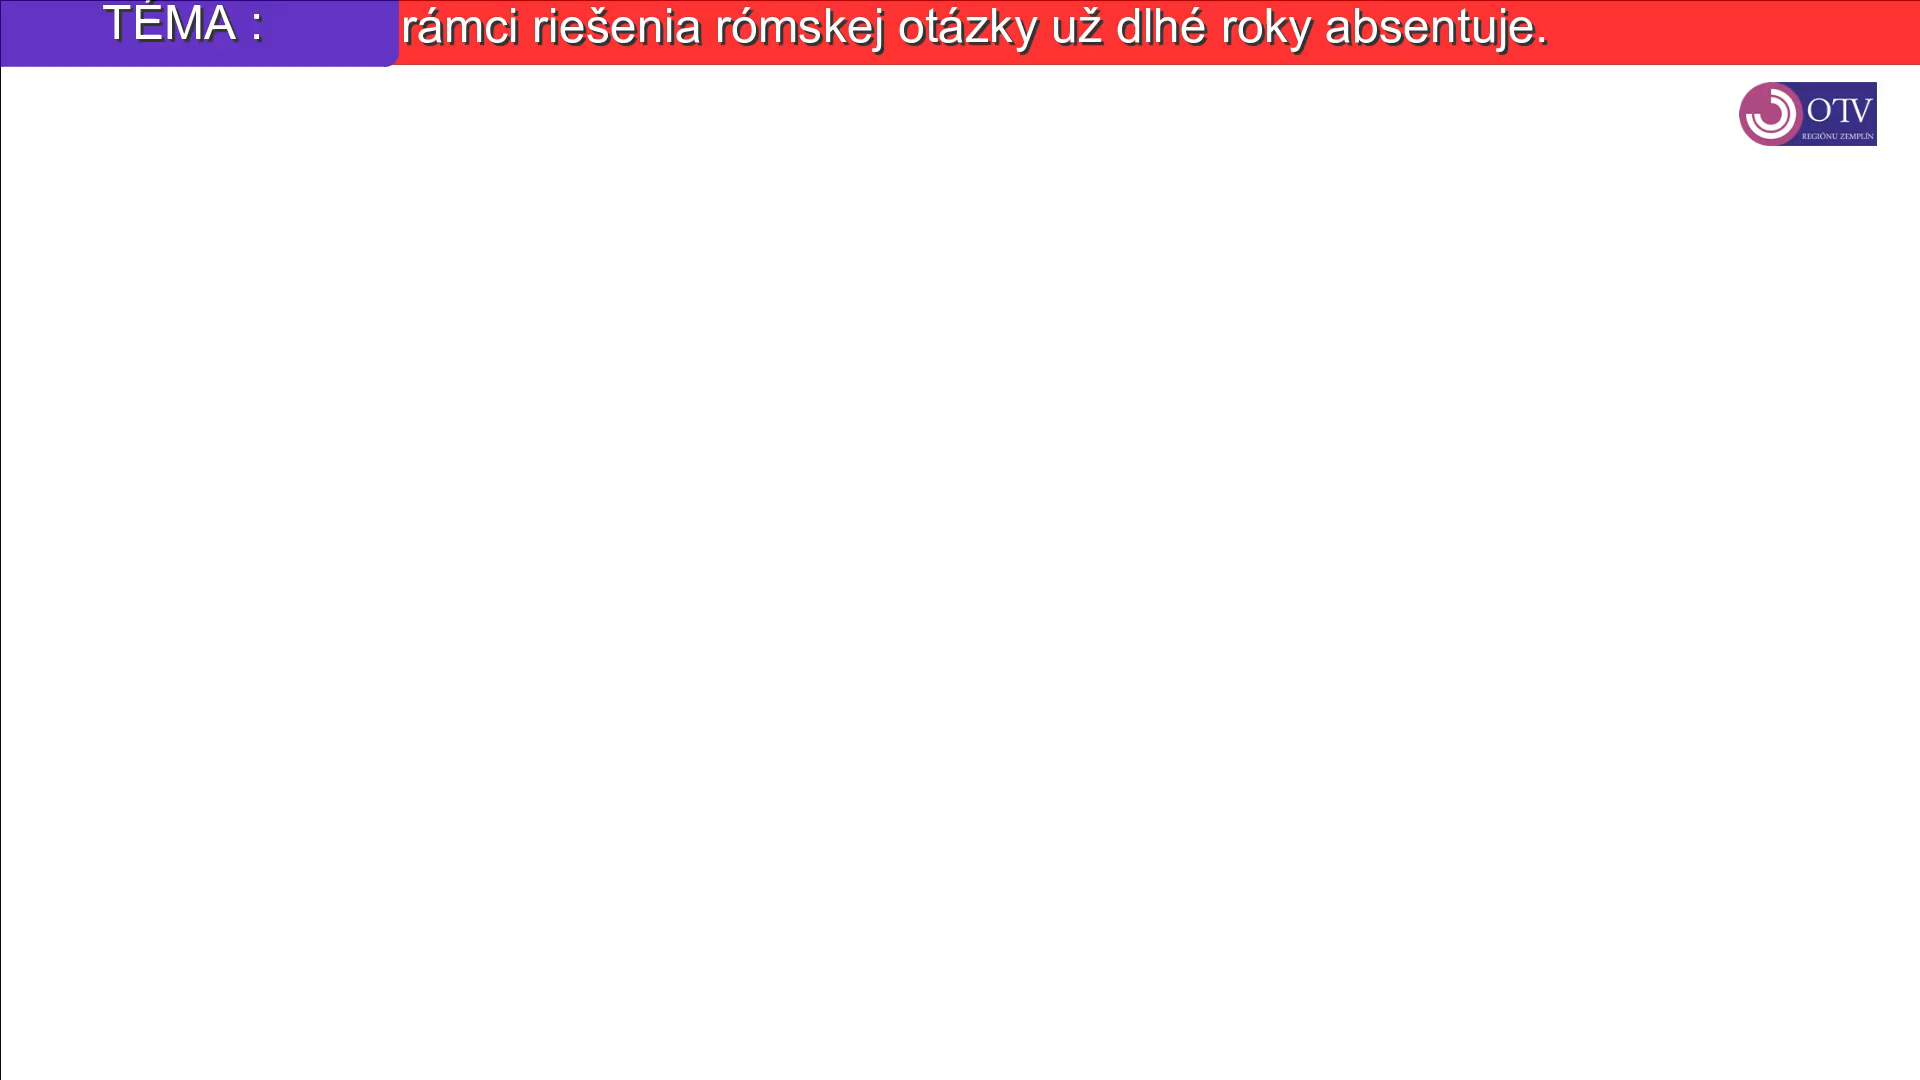 TÉMA : rámci riešenia rómskej otázky už dlhé roky absentuje.
OTV
REGIÓNU ZEMPLÍN